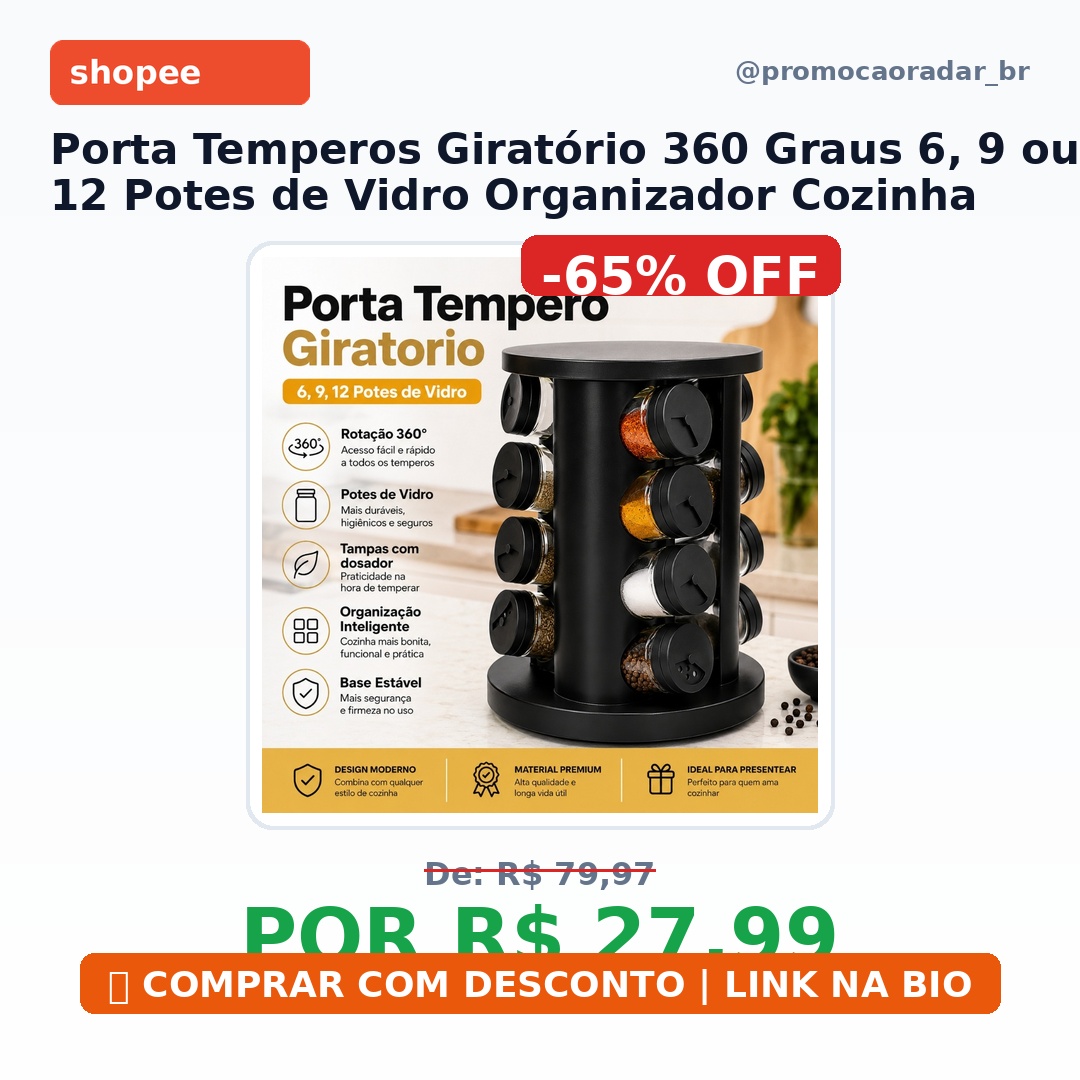 shopee
@promocaoradar_br
Porta Temperos Giratório 360 Graus 6, 9 ou
12 Potes de Vidro Organizador Cozinha
-65% OFF
Porta Tempero
Giratorio
6, 9, 12 Potes de Vidro
360°
Rotação 360°
Acesso fácil e rápido
a todos os temperos
Potes de Vidro
Mais duráveis,
higiênicos e seguros
Tampas com
dosador
Praticidade na
hora de temperar
Organização
Inteligente
Cozinha mais bonita,
funcional e prática
Base Estável
Mais segurança
e firmeza no uso
DESIGN MODERNO
Combina com qualquer
estilo de cozinha
MATERIAL PREMIUM
Alta qualidade e
longa vida útil
IDEAL PARA PRESENTEAR
Perfeito para quem ama
cozinhar
De: R$ 79,97
POR R$ 27,99
COMPRAR COM DESCONTO | LINK NA BIO